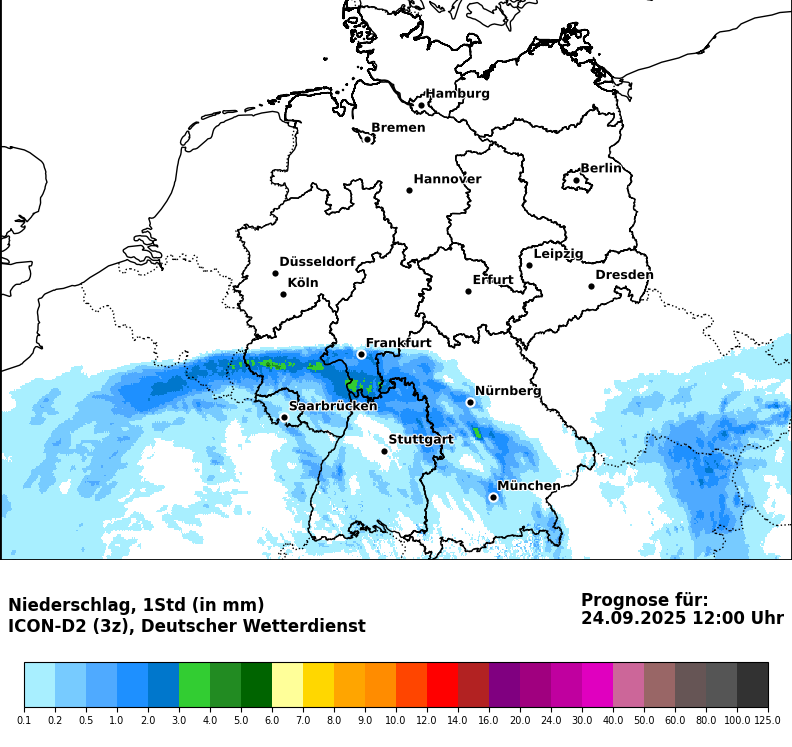 Hamburg
Bremen
Berlin
Hannover
Düsseldorf
Leipzig
Köln
Erfurt
Dresden
Frankfurt
Nürnberg
Saarbrücken
Stuttgart
München
Niederschlag, 1Std (in mm)
ICON-D2 (3z), Deutscher Wetterdienst
Prognose für:
24.09.2025 12:00 Uhr
0.1 0.2 0.5 1.0 2.0 3.0 4.0 5.0 6.0 7.0 8.0 9.0 10.0 12.0 14.0 16.0 20.0 24.0 30.0 40.0 50.0 60.0 80.0 100.0 125.0